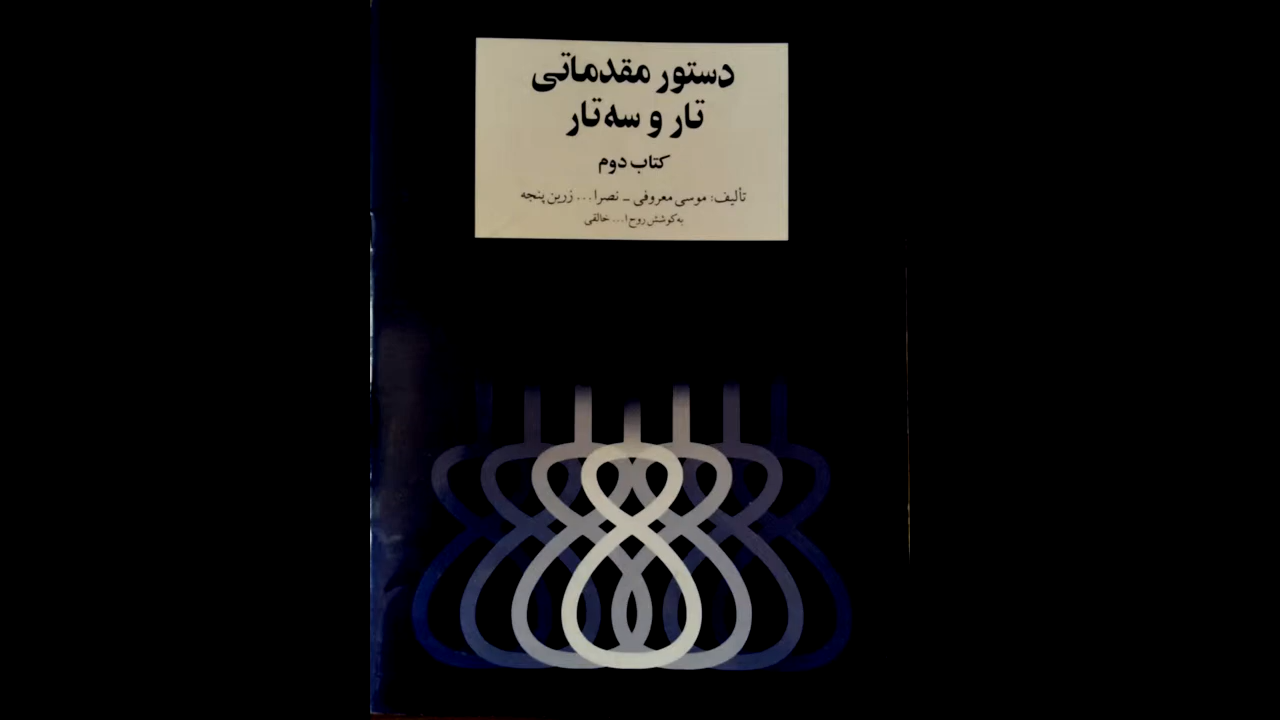 دستور مقدماتی
تار و سه‌تار
کتاب دوم
تألیف: موسی معروفی ـ نصرا... زرین پنجه
به‌کوشش روح ا... خالقی